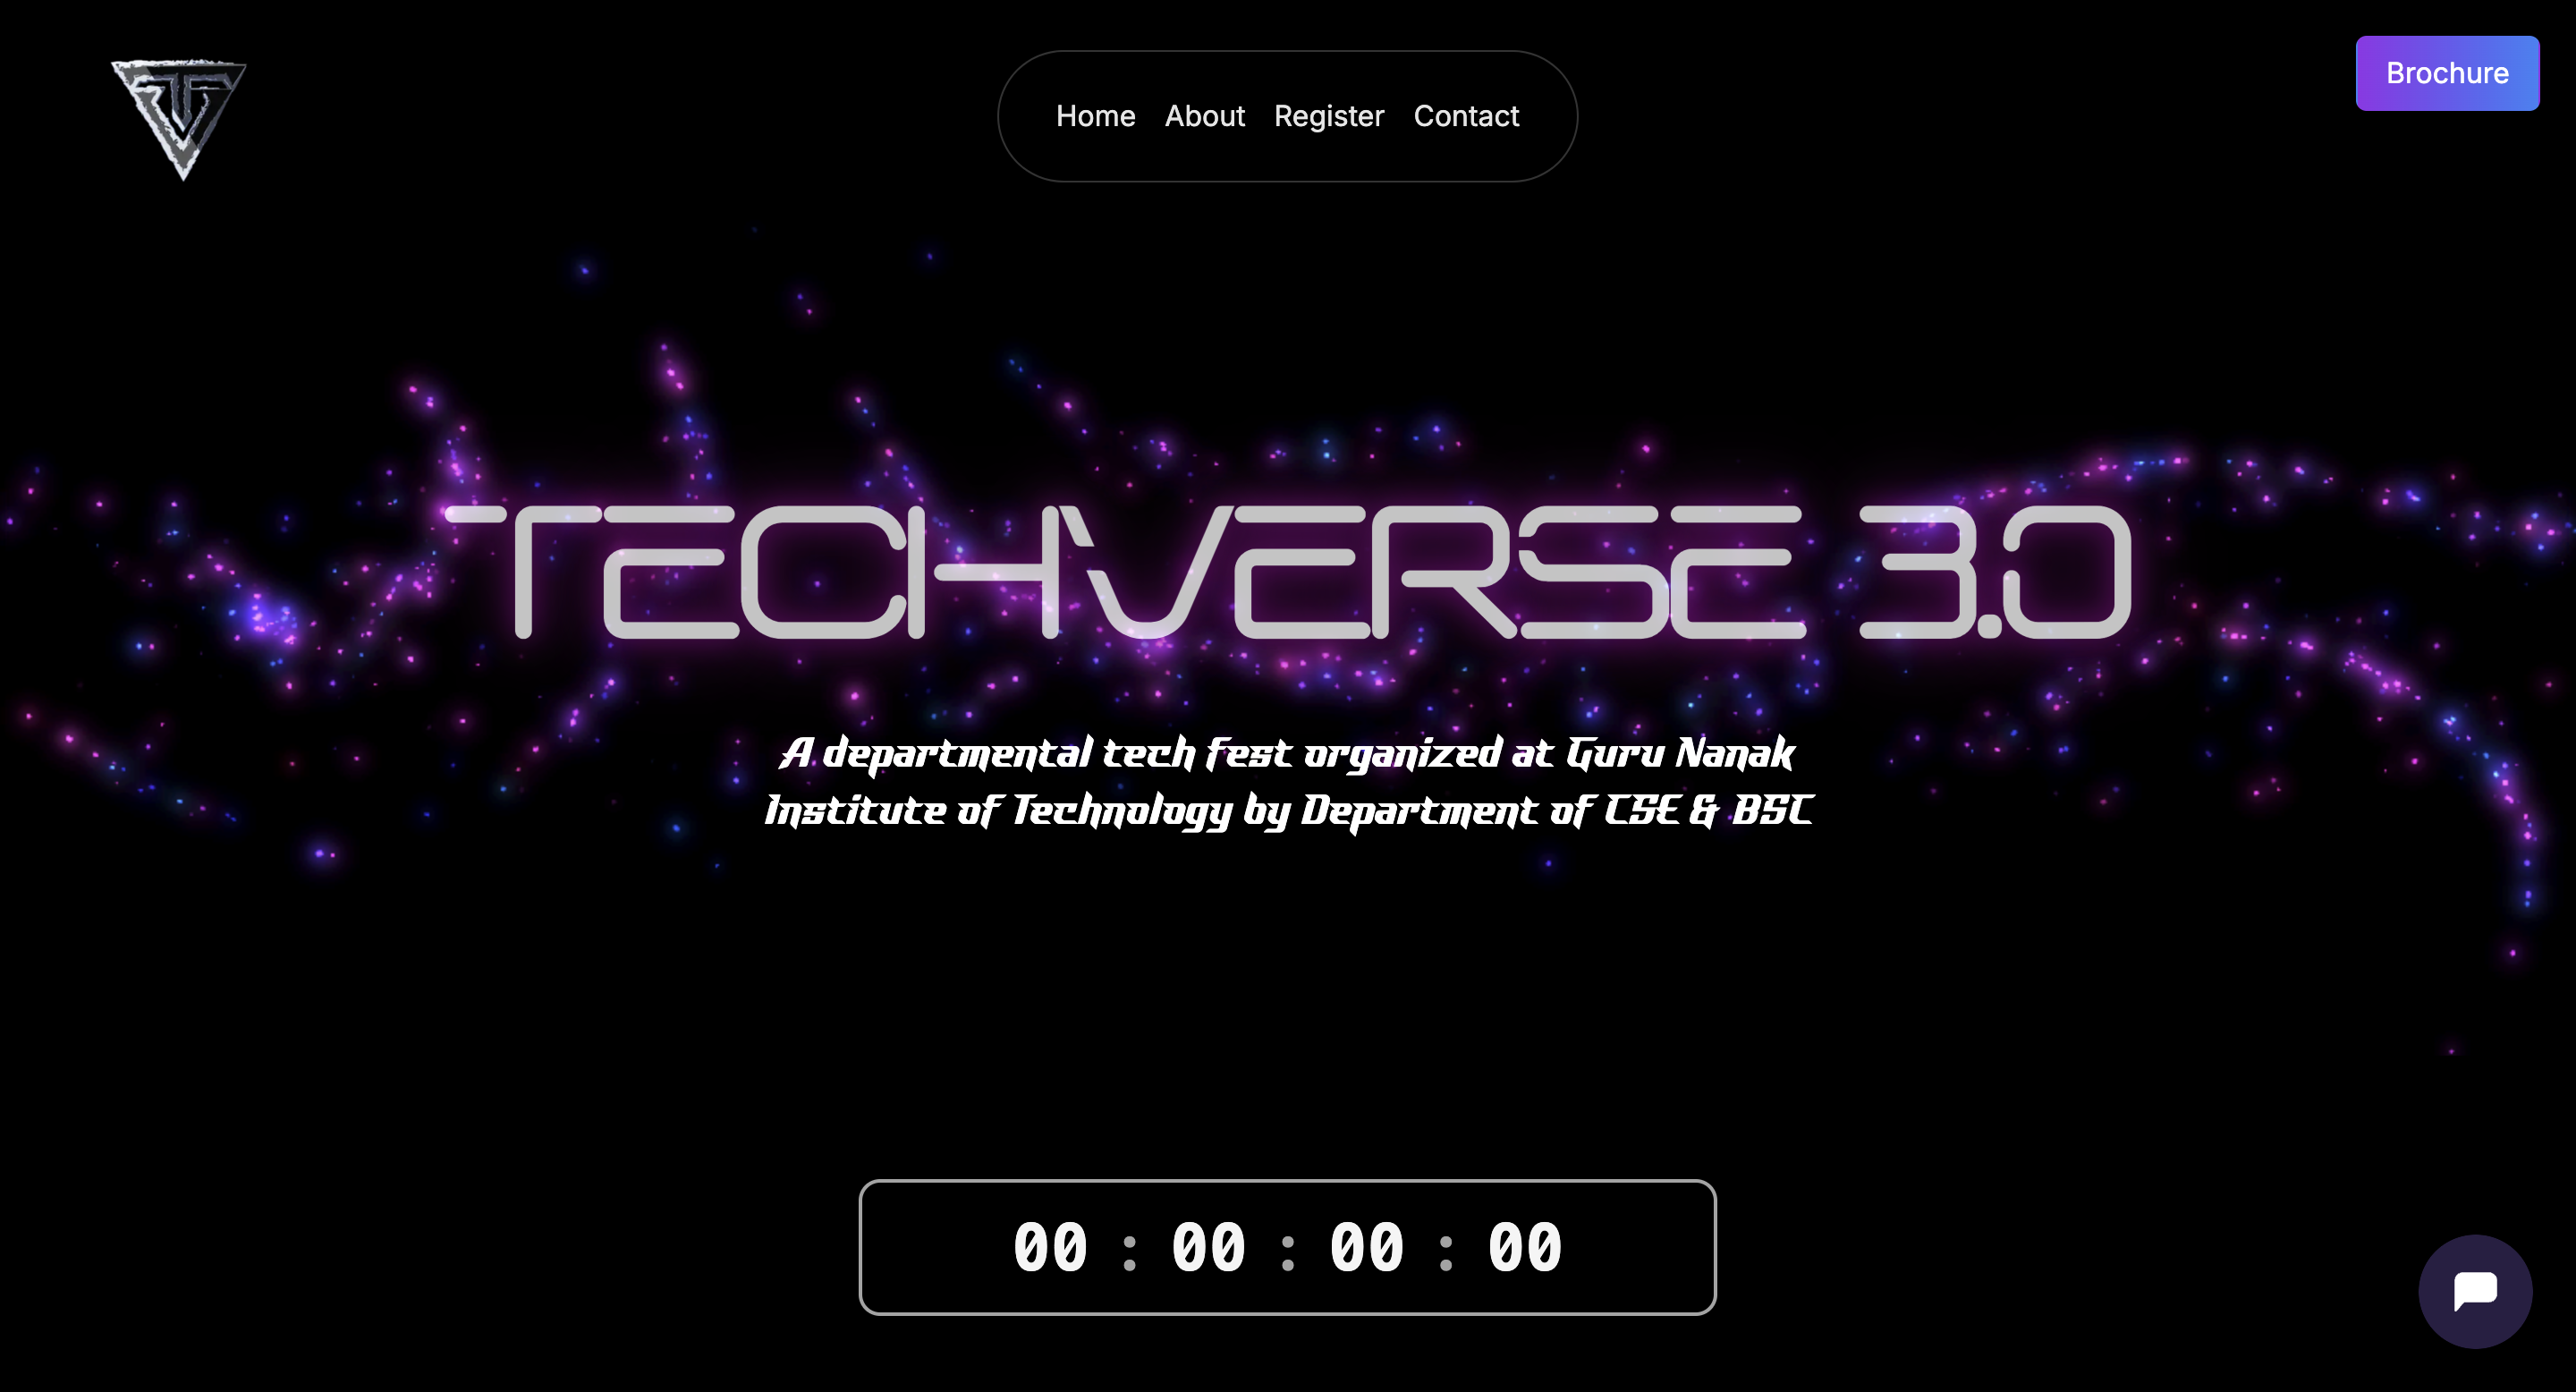 Home About Register Contact
Brochure
TECHVERSE 3.0
A departmental tech fest organized at Guru Nanak
Institute of Technology by Department of CSE & BSC
00 : 00 : 00 : 00